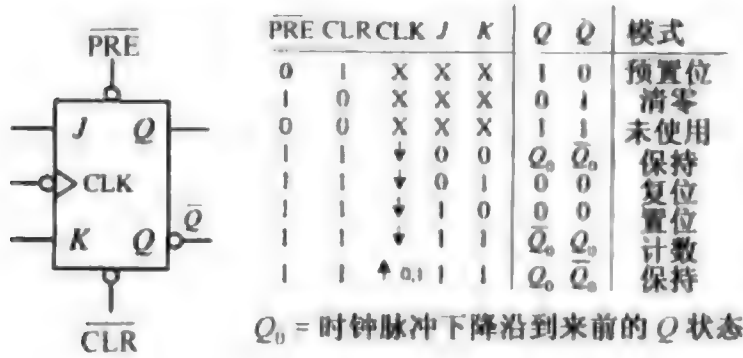 PRE
J Q
CLK
K Q Q̅
CLR
PRE CLR CLK J K Q Q̅ 模式
0 1 X X X 1 0 预置位
1 0 X X X 0 1 清零
0 0 X X X 1 1 未使用
1 1 ↓ 0 0 Q₀ Q̅₀ 保持
1 1 ↓ 0 1 0 0 复位
1 1 ↓ 1 0 0 0 置位
1 1 ↓ 1 1 Q̅₀ Q₀ 计数
1 1 ↑ 0,1 1 1 Q₀ Q̅₀ 保持
Q₀ = 时钟脉冲下降沿到来前的 Q 状态